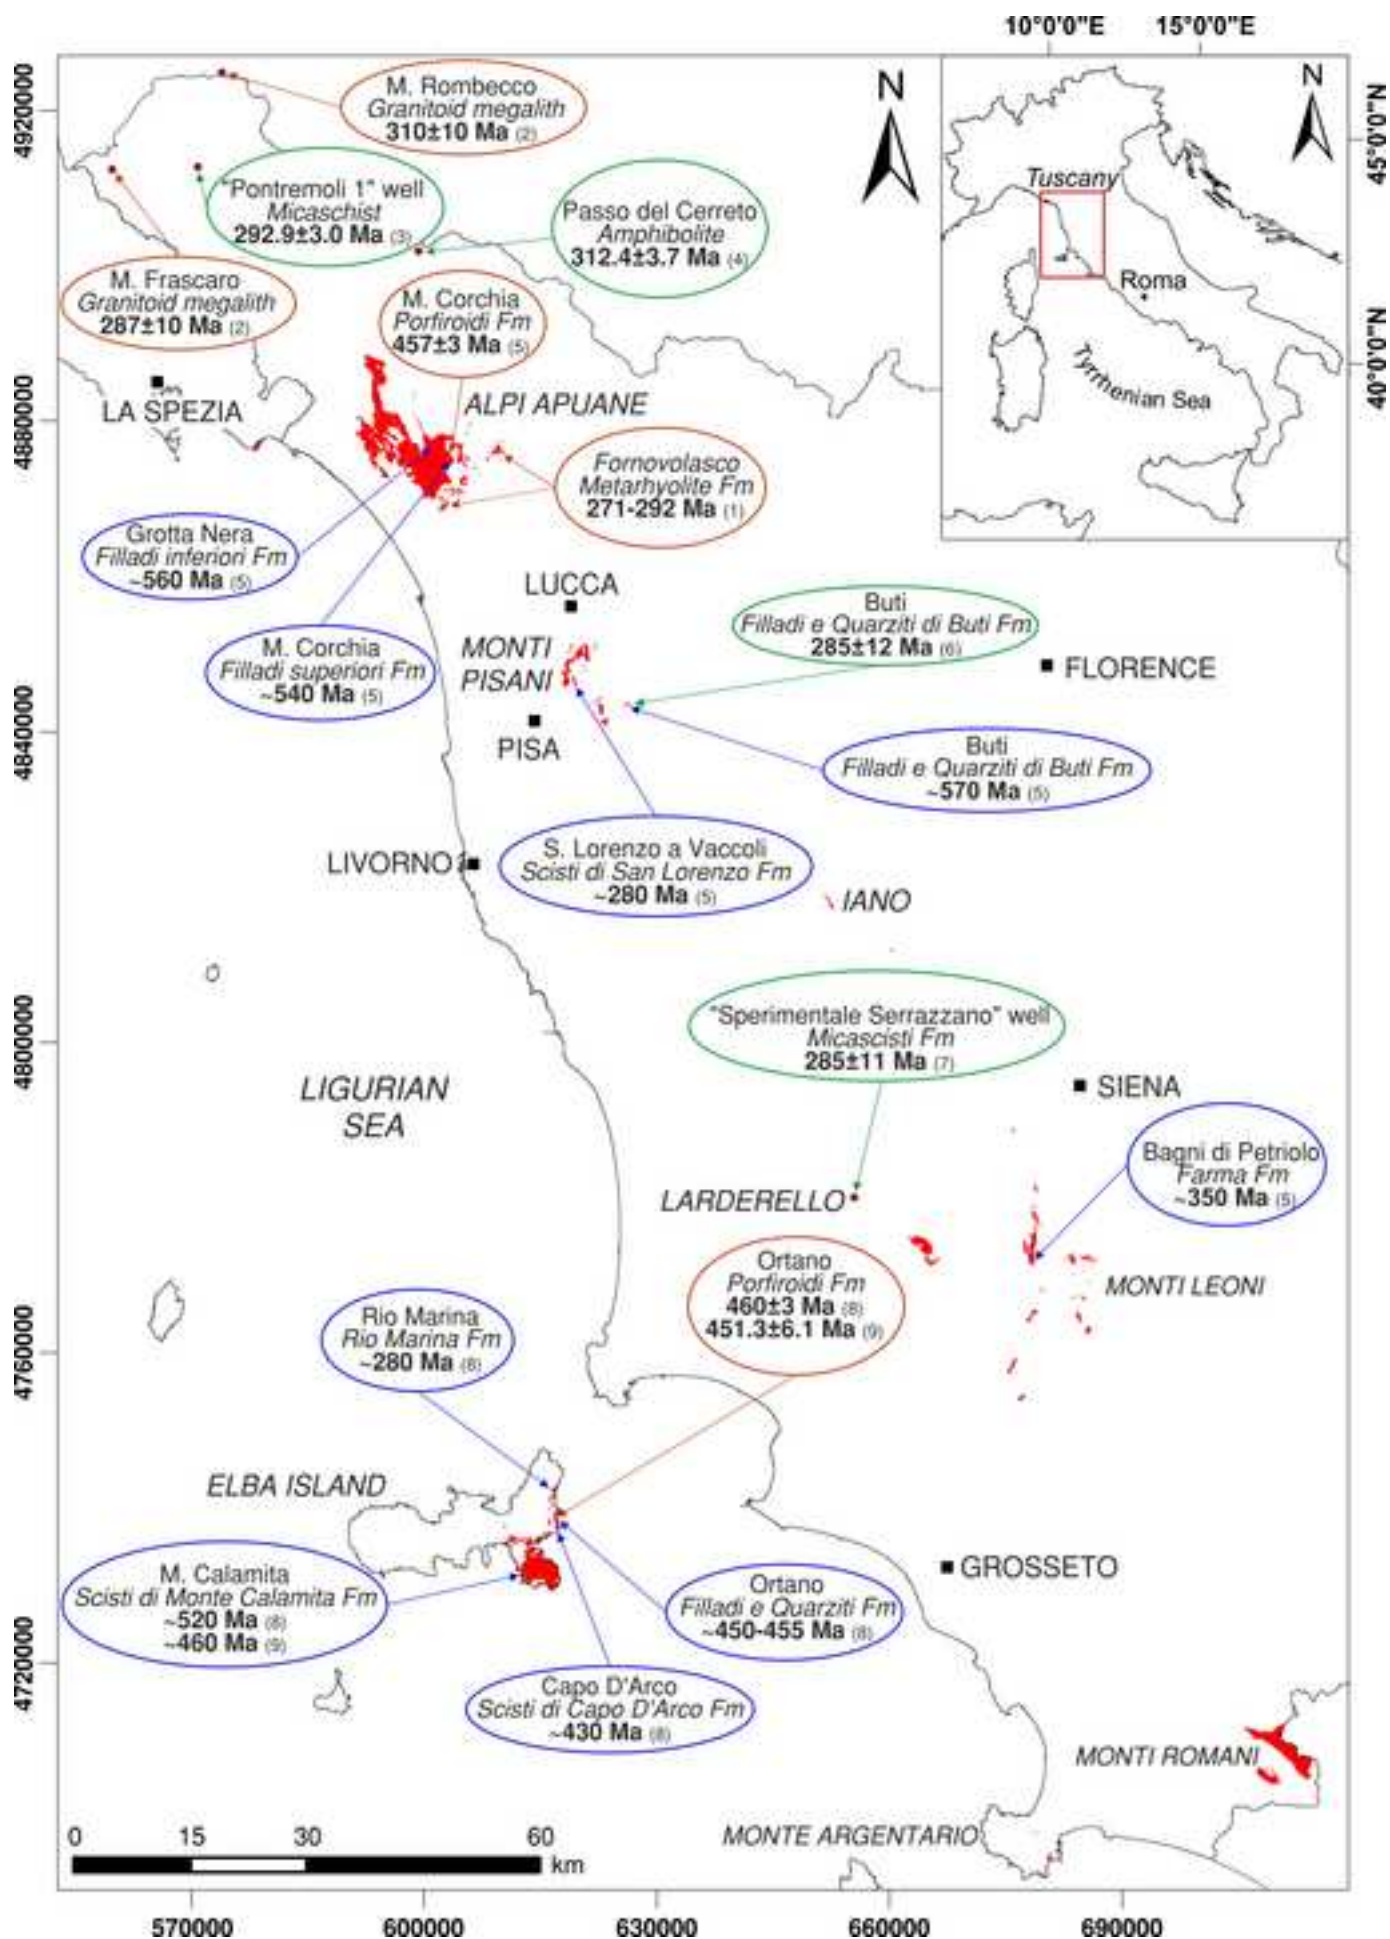 10°0'0"E
15°0'0"E
4920000
4880000
4840000
4800000
4760000
4720000
45°0'0"N
40°0'0"N
N
N
Tuscany
Roma
Tyrrhenian Sea
M. Rombecco
Granitoid megalith
310±10 Ma (2)
"Pontremoli 1" well
Micaschist
292.9±3.0 Ma (3)
Passo del Cerreto
Amphibolite
312.4±3.7 Ma (4)
M. Frascaro
Granitoid megalith
287±10 Ma (2)
M. Corchia
Porfiroidi Fm
457±3 Ma (5)
LA SPEZIA
ALPI APUANE
Fornovolasco
Metarhyolite Fm
271-292 Ma (1)
Grotta Nera
Filladi inferiori Fm
~560 Ma (5)
LUCCA
M. Corchia
Filladi superiori Fm
~540 Ma (5)
MONTI
PISANI
Buti
Filladi e Quarziti di Buti Fm
285±12 Ma (6)
FLORENCE
PISA
Buti
Filladi e Quarziti di Buti Fm
~570 Ma (5)
LIVORNO
S. Lorenzo a Vaccoli
Scisti di San Lorenzo Fm
~280 Ma (5)
IANO
"Sperimentale Serrazzano" well
Micascisti Fm
285±11 Ma (7)
LIGURIAN
SEA
SIENA
Bagni di Petriolo
Farma Fm
~350 Ma (5)
LARDERELLO
Ortano
Porfiroidi Fm
460±3 Ma (8)
451.3±6.1 Ma (9)
MONTI LEONI
Rio Marina
Rio Marina Fm
~280 Ma (8)
ELBA ISLAND
M. Calamita
Scisti di Monte Calamita Fm
~520 Ma (8)
~460 Ma (9)
Ortano
Filladi e Quarziti Fm
~450-455 Ma (8)
GROSSETO
Capo D'Arco
Scisti di Capo D'Arco Fm
~430 Ma (8)
MONTI ROMANI
MONTE ARGENTARIO
0 15 30 60
km
570000 600000 630000 660000 690000